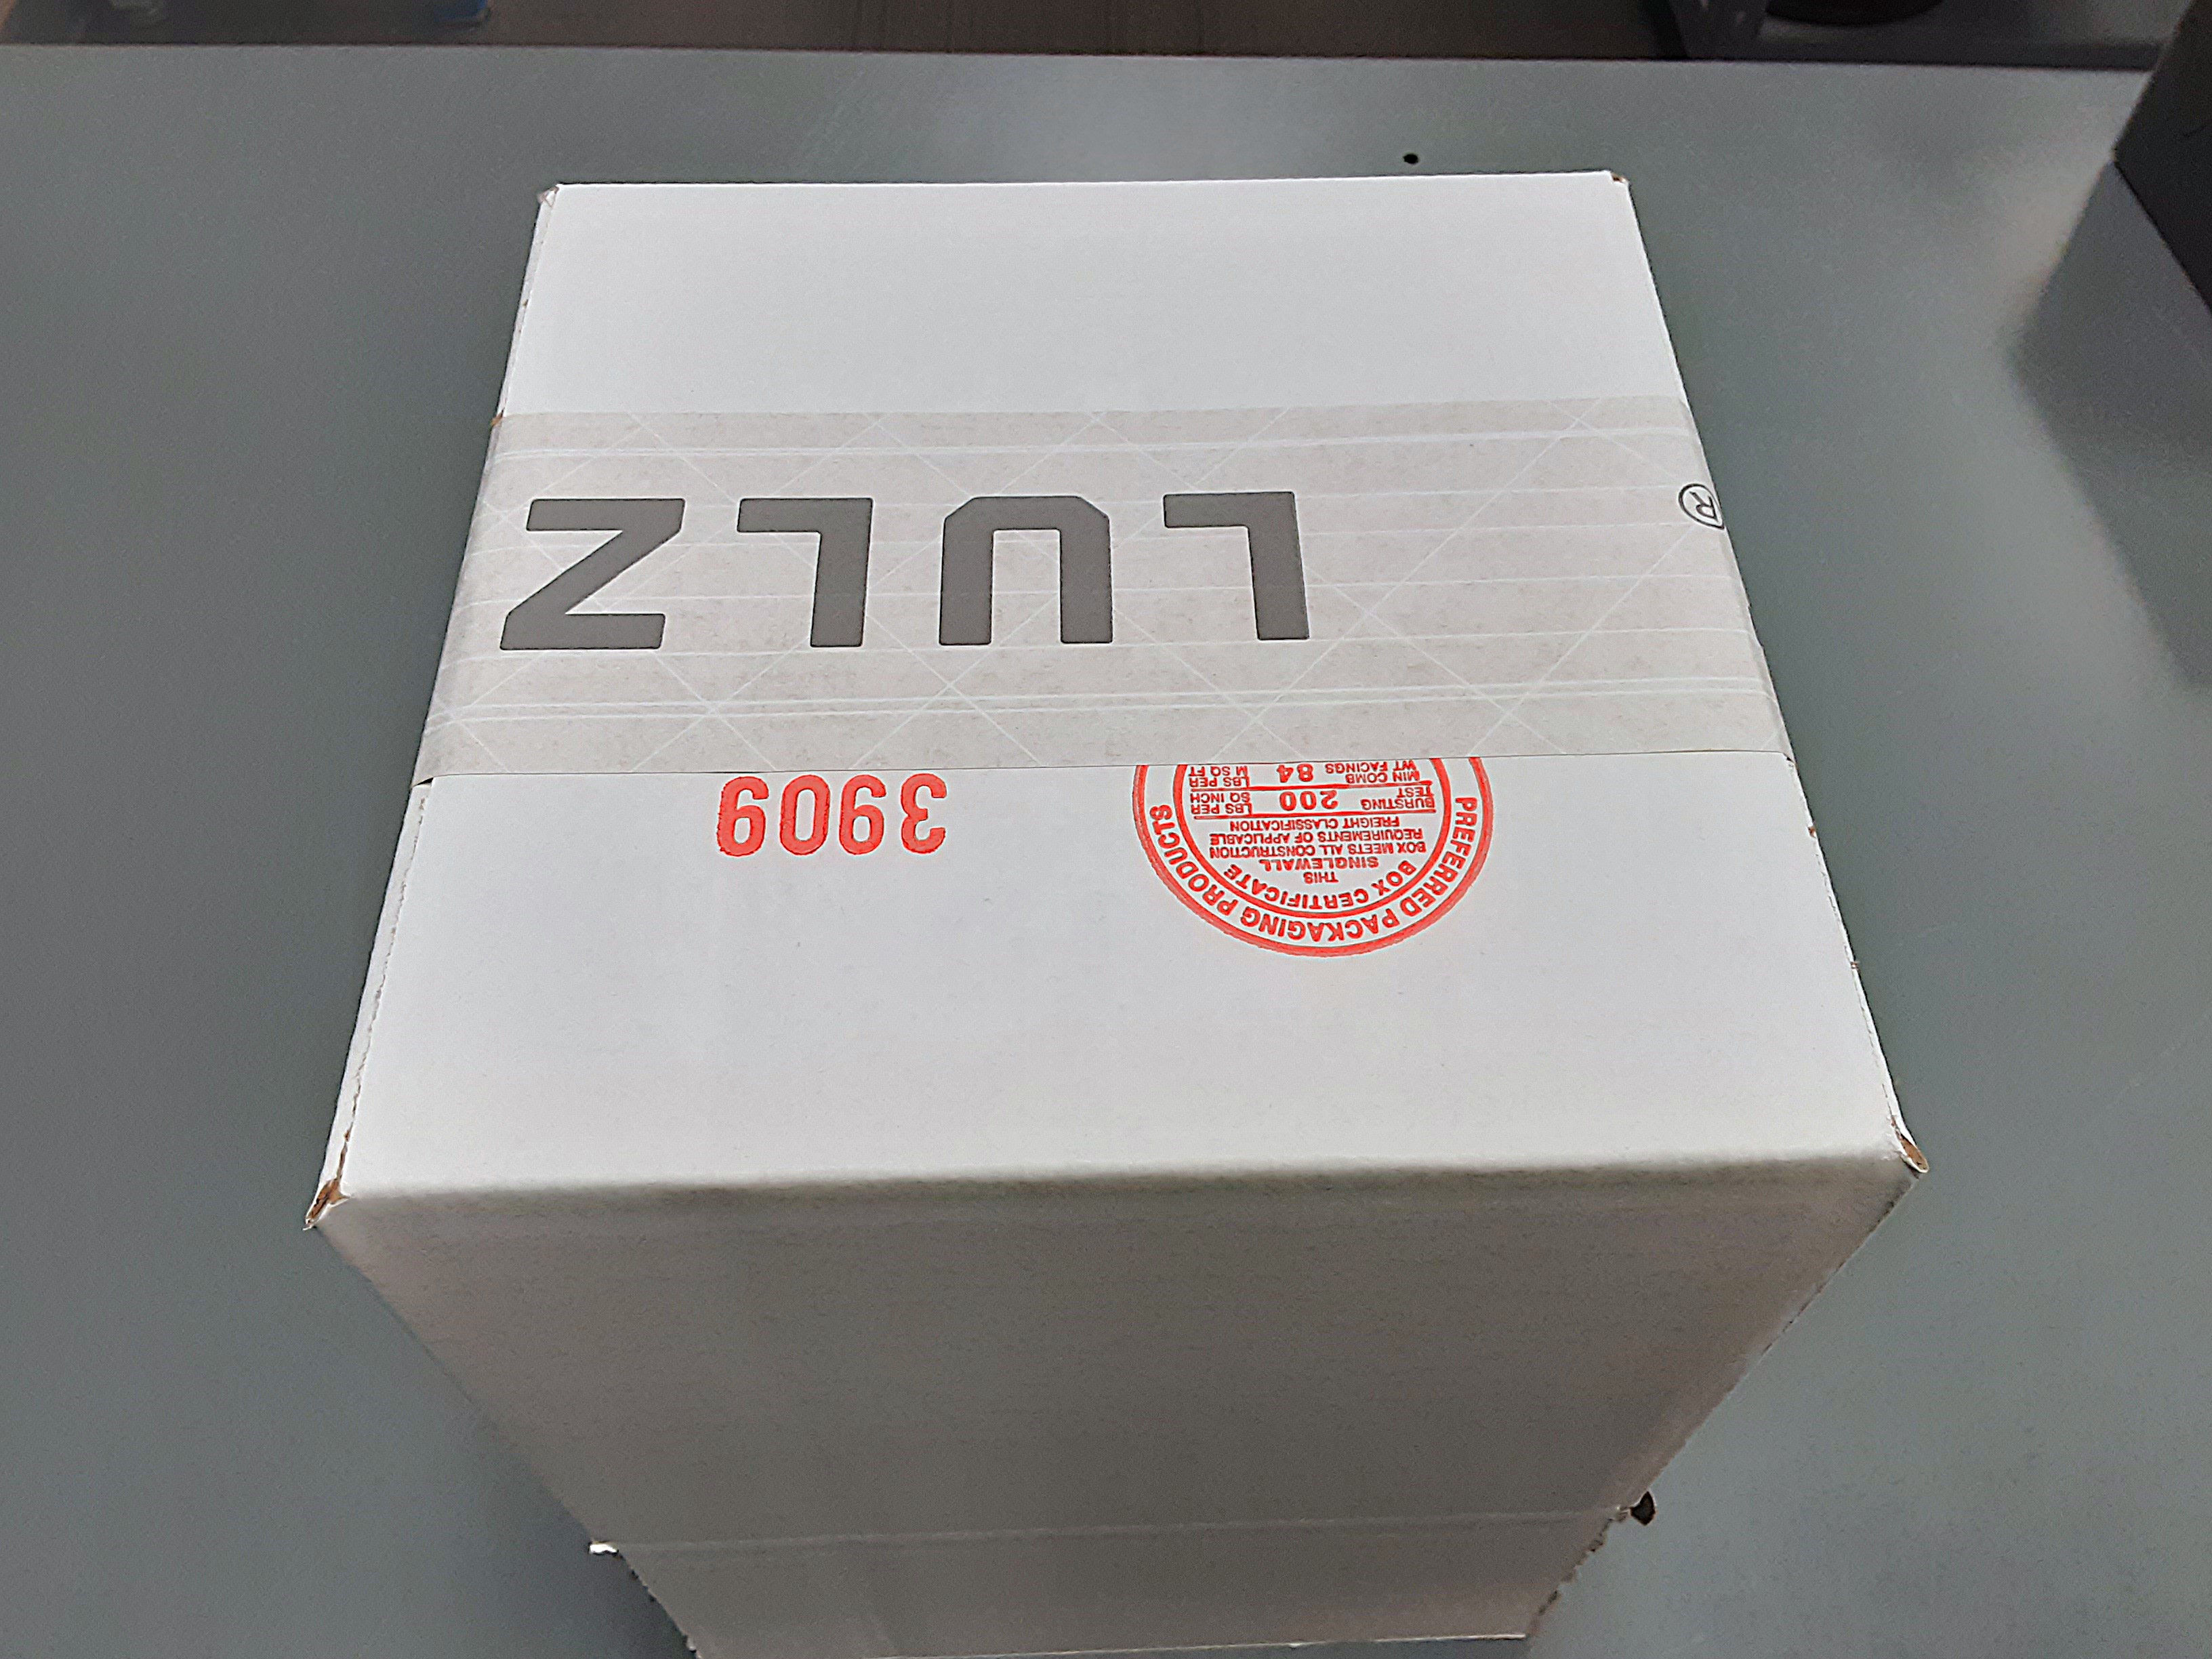 PREFERRED PACKAGING PRODUCTS
BOX CERTIFICATE
THIS
SINGLEWALL
BOX MEETS ALL CONSTRUCTION
REQUIREMENTS OF APPLICABLE
FREIGHT CLASSIFICATION
BURSTING TEST 200 LBS PER SQ INCH
MIN COMB WT FACINGS 84 LBS PER M SQ FT
3909
® LULZ